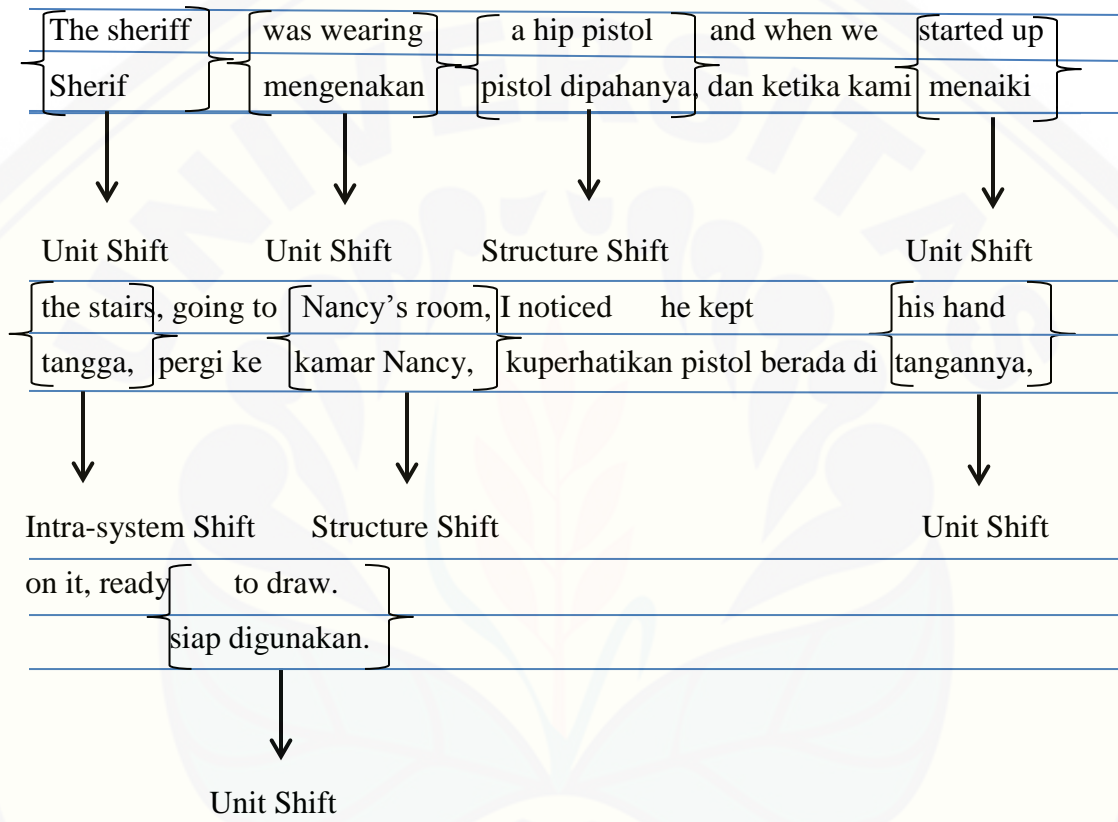 The sheriff was wearing a hip pistol and when we started up
Sherif mengenakan pistol dipahanya, dan ketika kami menaiki
Unit Shift Unit Shift Structure Shift Unit Shift
the stairs, going to Nancy's room, I noticed he kept his hand
tangga, pergi ke kamar Nancy, kuperhatikan pistol berada di tangannya,
Intra-system Shift Structure Shift Unit Shift
on it, ready to draw.
siap digunakan.
Unit Shift
UNIVERSITAS